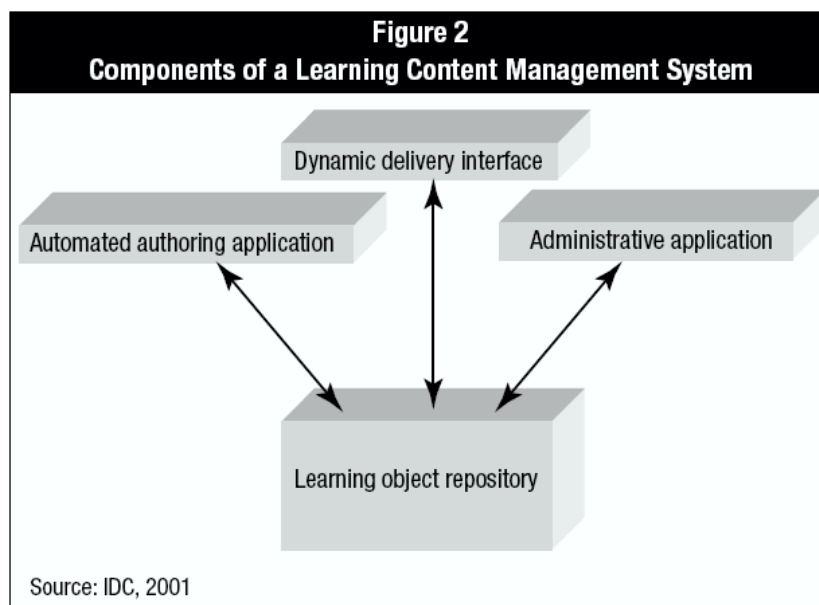 Figure 2
Components of a Learning Content Management System
Dynamic delivery interface
Automated authoring application
Administrative application
Learning object repository
Source: IDC, 2001